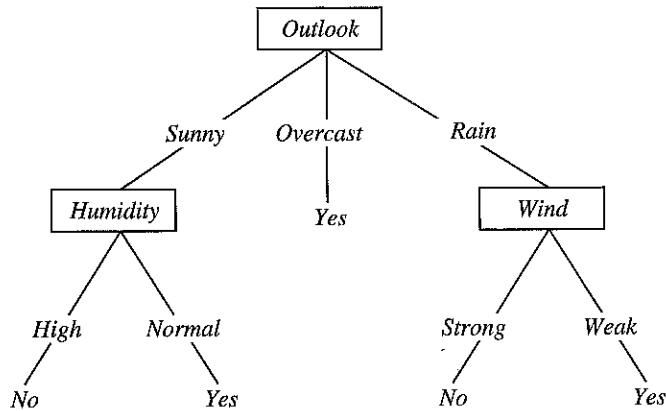 Outlook
Sunny Overcast Rain
Humidity Yes Wind
High Normal Strong Weak
No Yes No Yes